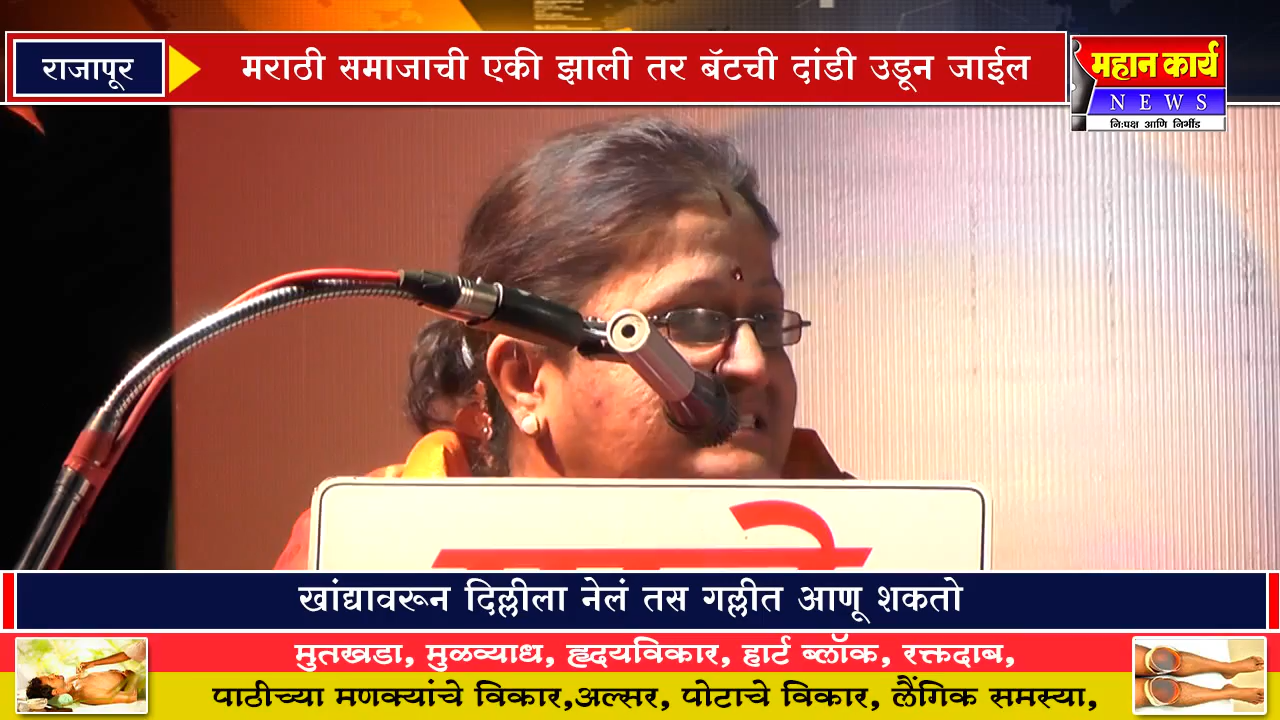 राजापूर
मराठी समाजाची एकी झाली तर बॅटची दांडी उडून जाईल
महान कार्य
NEWS
नि:पक्ष आणि निर्भीड
खांद्यावरून दिल्लीला नेलं तस गल्लीत आणू शकतो
मुतखडा, मुळव्याध, हृदयविकार, हार्ट ब्लॉक, रक्तदाब,
पाठीच्या मणक्यांचे विकार,अल्सर, पोटाचे विकार, लैंगिक समस्या,